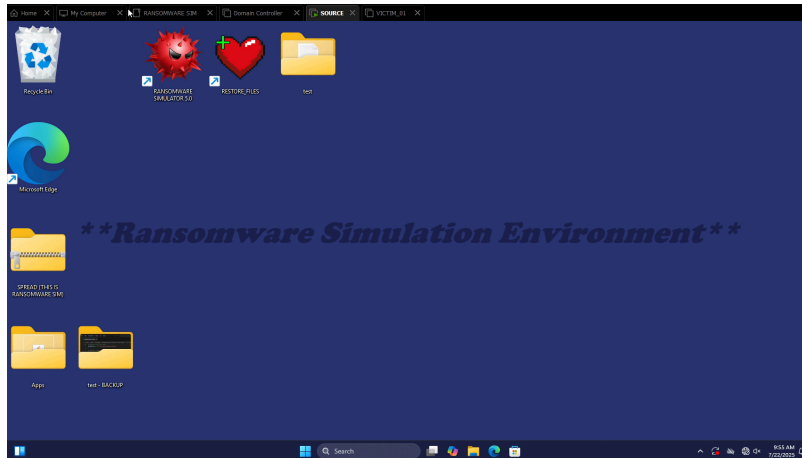 Home My Computer RANSOMWARE SIM Domain Controller SOURCE VICTIM_01
Recycle Bin
RANSOMWARE
SIMULATOR 5.0
RESTORE_FILES
test
Microsoft Edge
**Ransomware Simulation Environment**
SPREAD (THIS IS
RANSOMWARE SIM)
Apps
test - BACKUP
Search
9:55 AM
7/22/2025